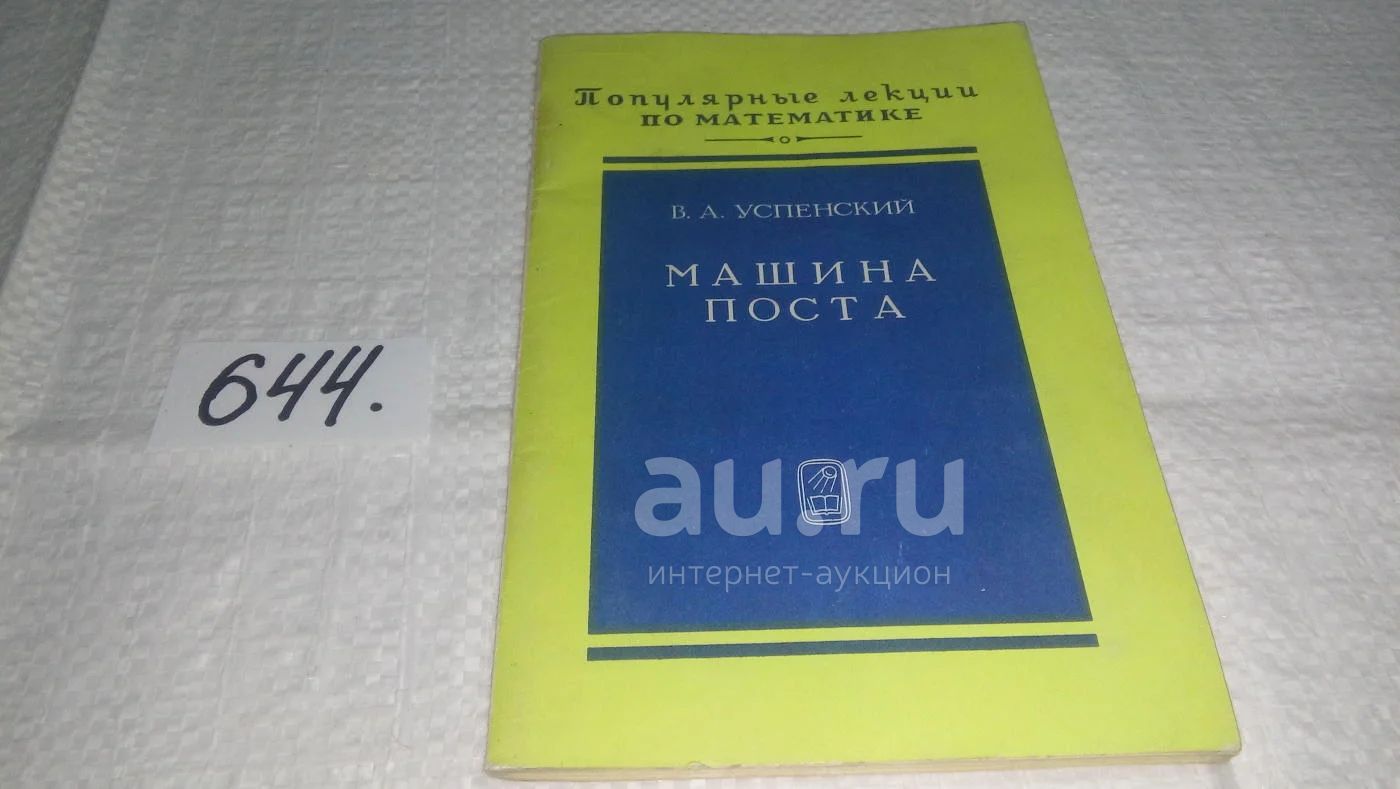 Популярные лекции
ПО МАТЕМАТИКЕ
В. А. УСПЕНСКИЙ
МАШИНА
ПОСТА
644.
au.ru
интернет-аукцион